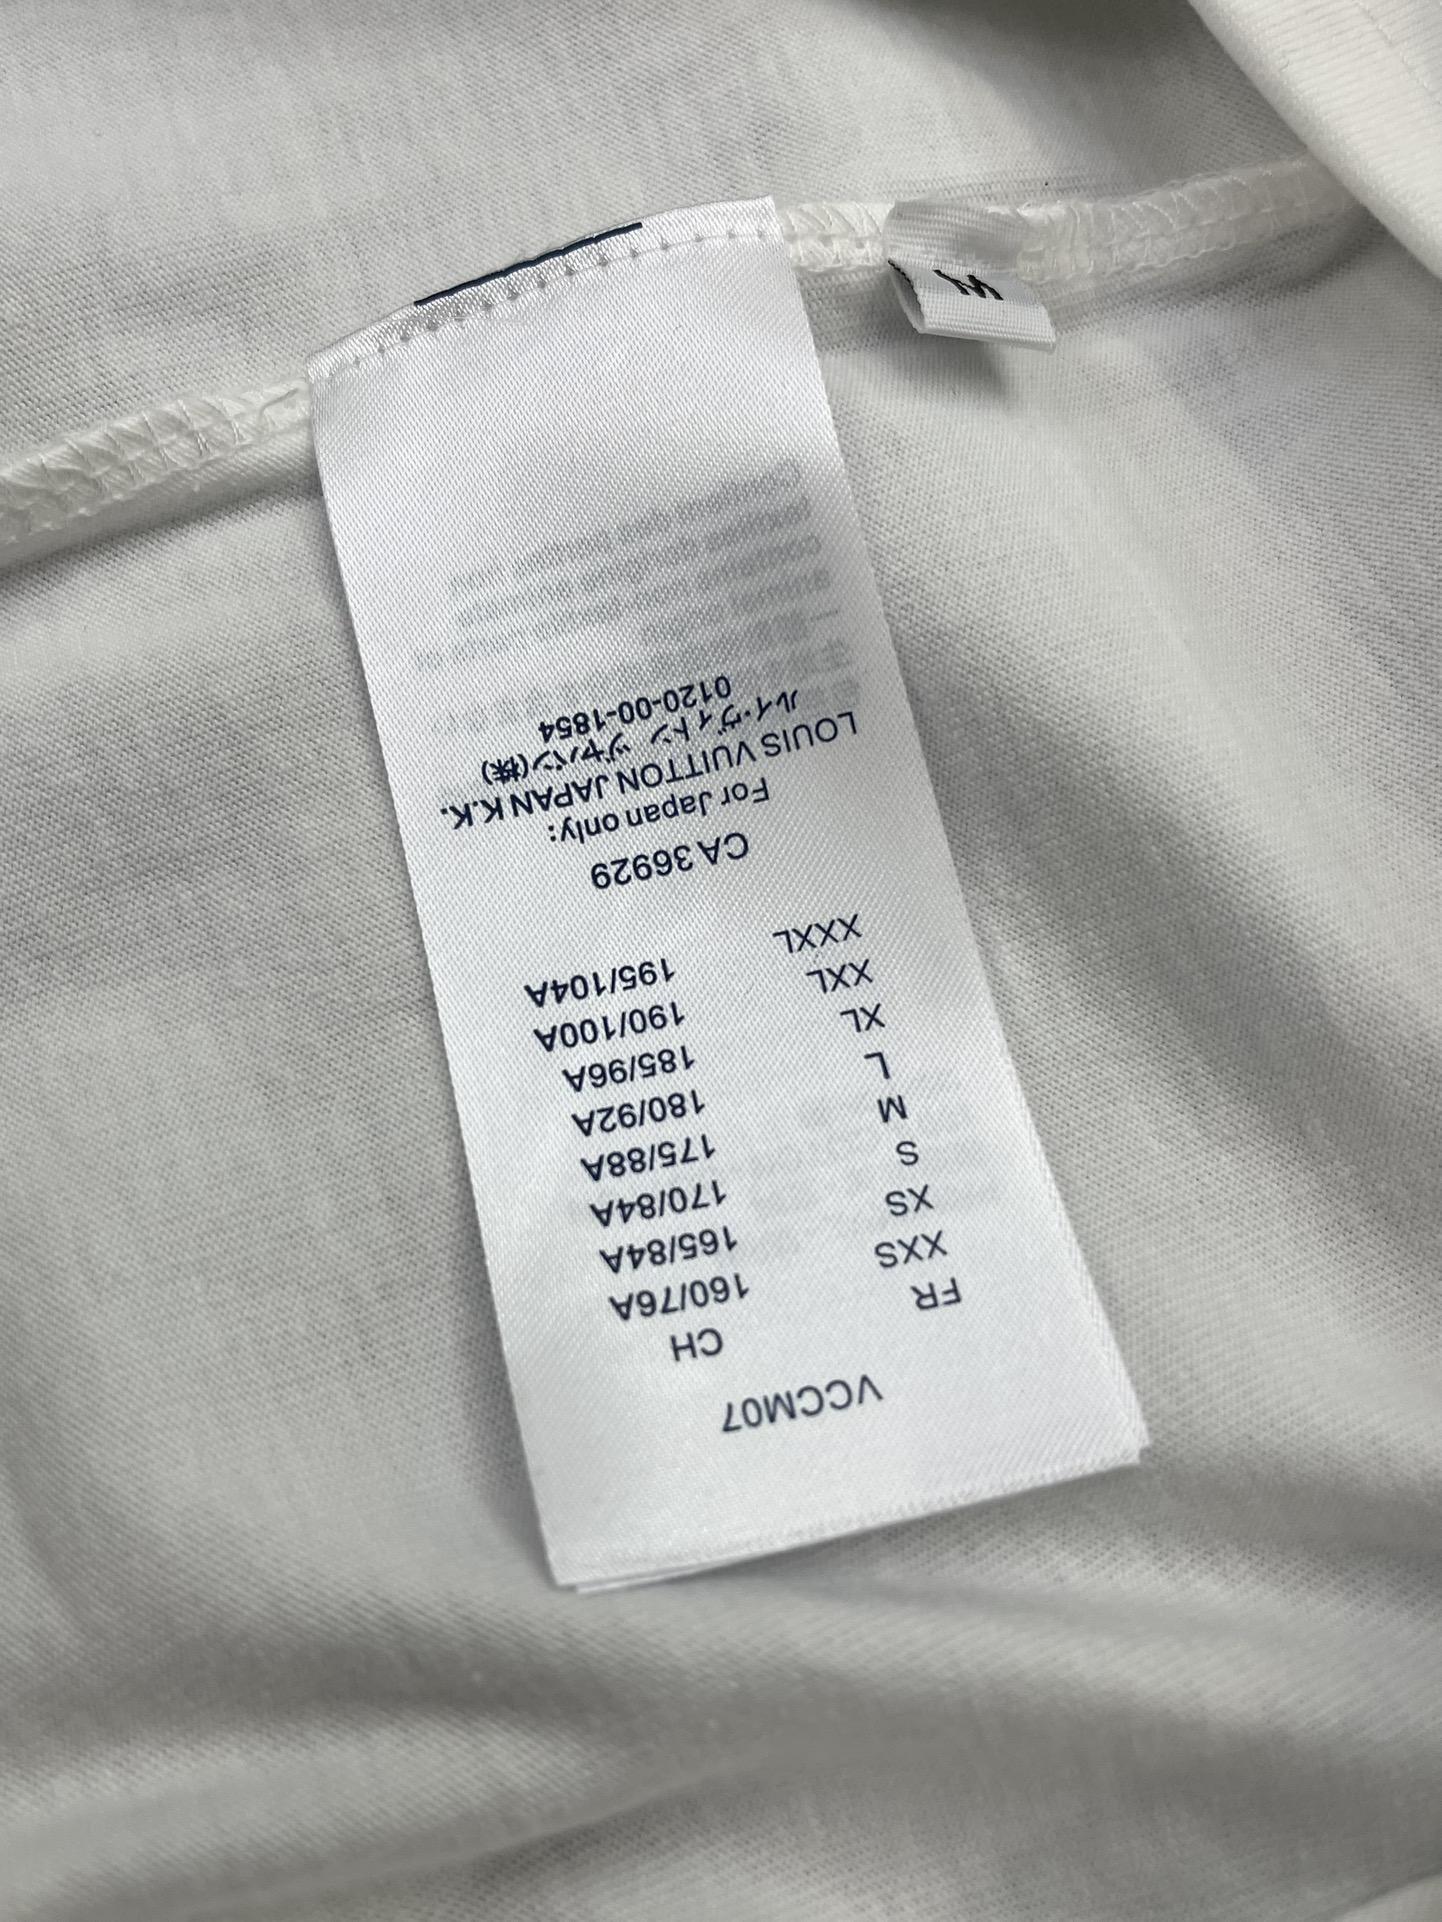 VCCM07
FR CH
XXS 160/76A
XS 165/84A
S 170/84A
M 175/88A
L 180/92A
XL 185/96A
XXL 190/100A
XXXL 195/104A
CA 36929
For Japan only:
LOUIS VUITTON JAPAN K.K.
ルイ・ヴィトン ジャパン(株)
0120-00-1854
M